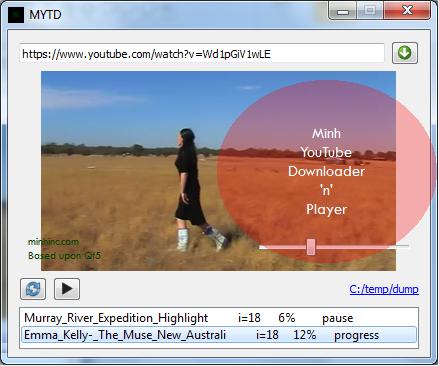 MYTD
https://www.youtube.com/watch?v=Wd1pGiV1wLE
Minh
YouTube
Downloader
'n'
Player
minhinc.com
Based upon Qt5
C:/temp/dump
Murray_River_Expedition_Highlight i=18 6% pause
Emma_Kelly-_The_Muse_New_Australi i=18 12% progress